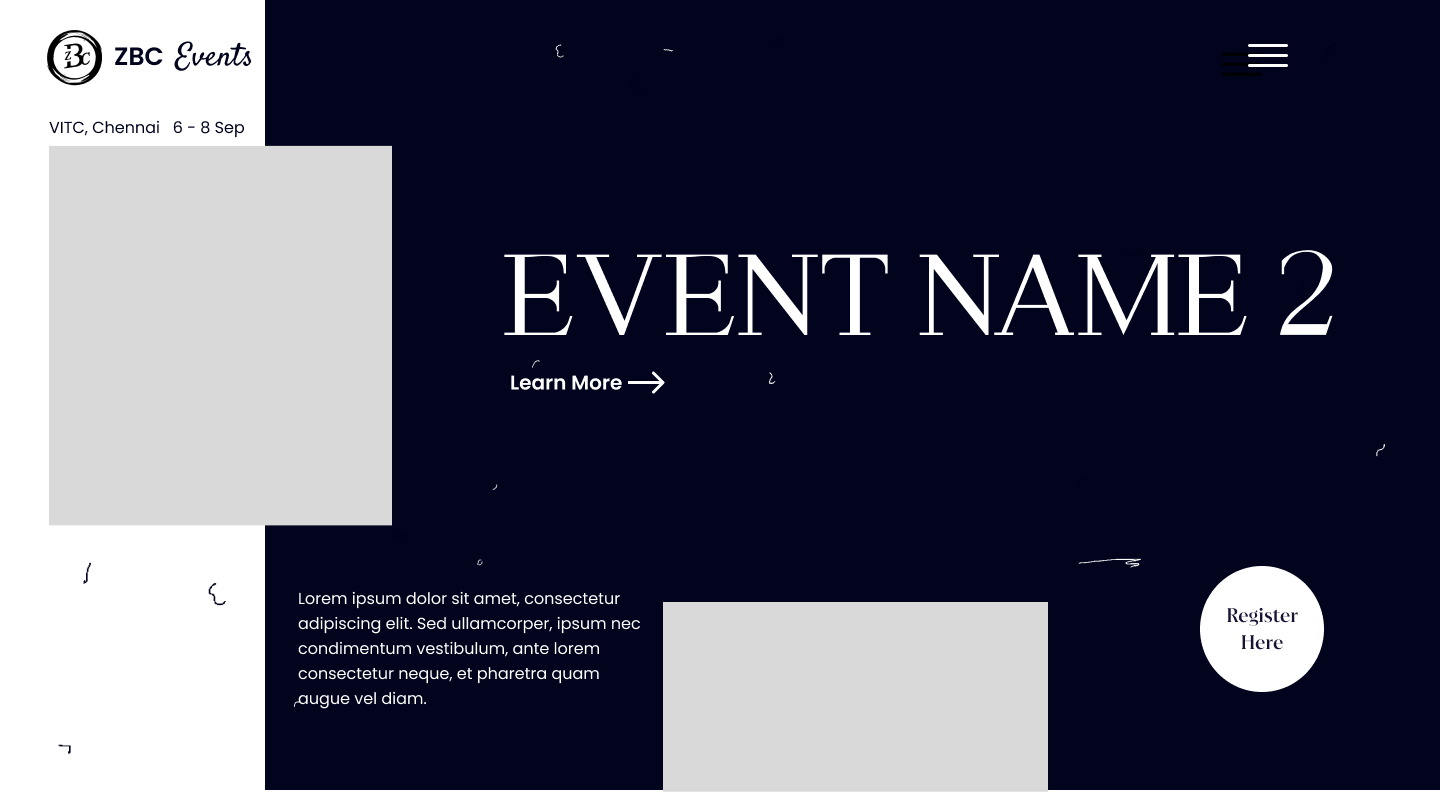 ZBC Events
VITC, Chennai 6 - 8 Sep
EVENT NAME 2
Learn More
Lorem ipsum dolor sit amet, consectetur
adipiscing elit. Sed ullamcorper, ipsum nec
condimentum vestibulum, ante lorem
consectetur neque, et pharetra quam
augue vel diam.
Register
Here